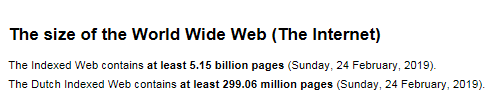 The size of the World Wide Web (The Internet)
The Indexed Web contains at least 5.15 billion pages (Sunday, 24 February, 2019).
The Dutch Indexed Web contains at least 299.06 million pages (Sunday, 24 February, 2019).